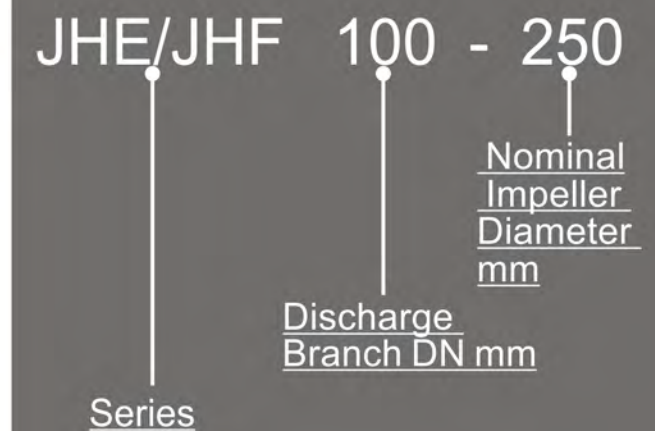 JHE/JHF 100 - 250
Nominal
Impeller
Diameter
mm
Discharge
Branch DN mm
Series